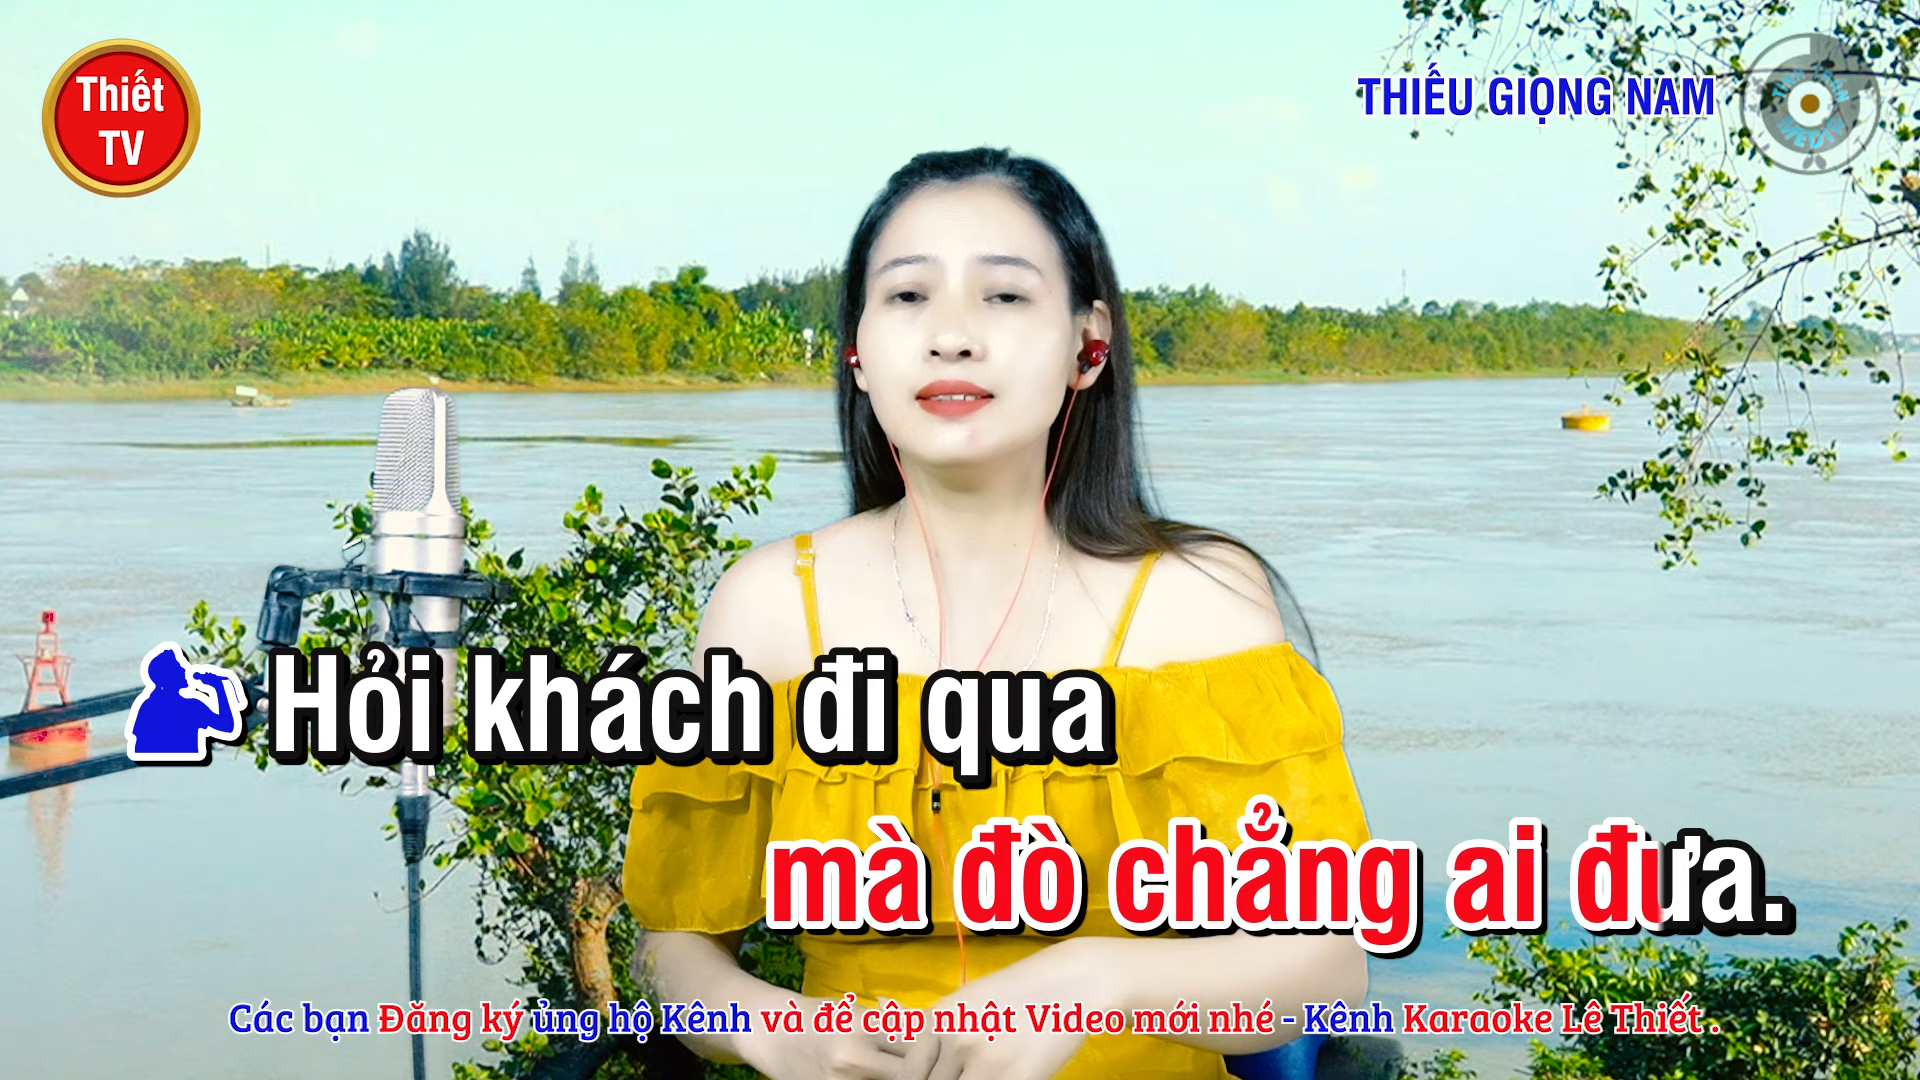 Thiết
TV
THIẾU GIỌNG NAM
MEDIA
Hỏi khách đi qua
mà đò chẳng ai đưa.
Các bạn Đăng ký ủng hộ Kênh và để cập nhật Video mới nhé - Kênh Karaoke Lê Thiết .